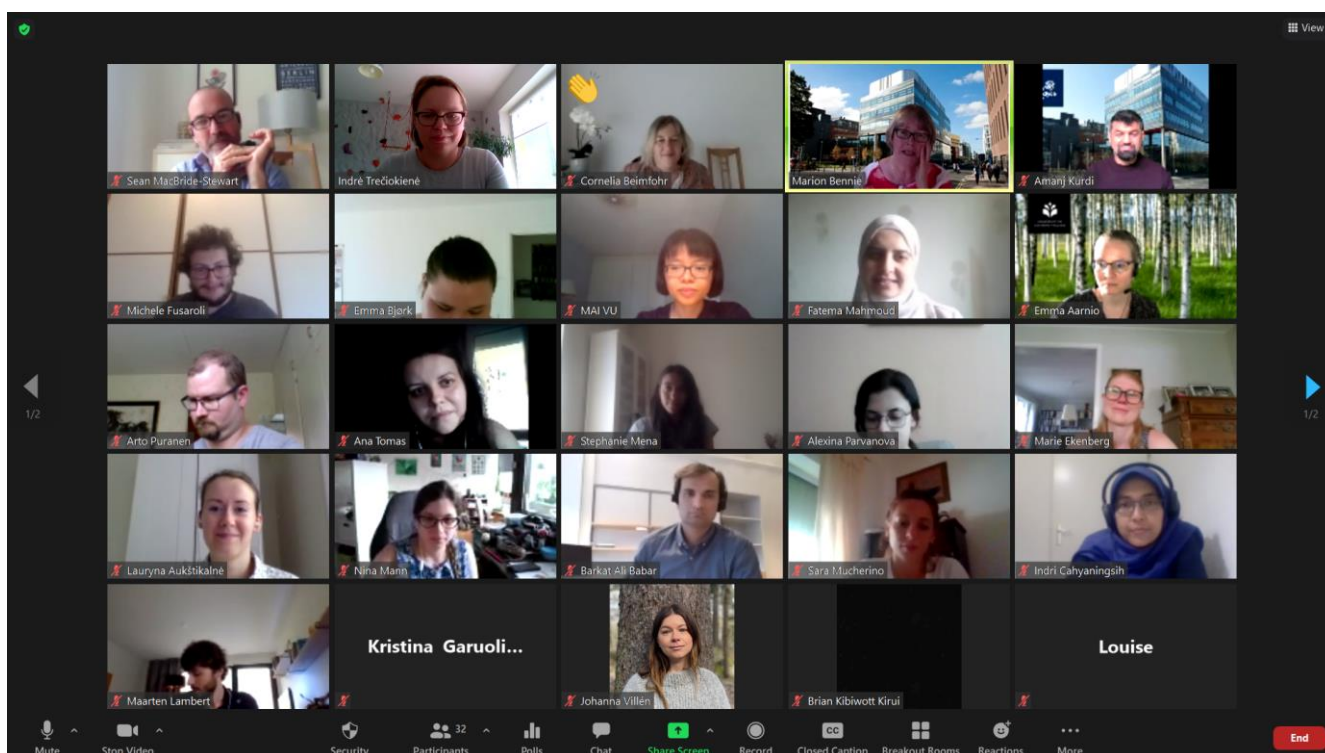 View
BERLIN
Sean MacBride-Stewart
Indrė Trečiokienė
Cornelia Beimfohr
Marion Bennie
Amanj Kurdi
Michele Fusaroli
Emma Bjørk
MAI VU
Fatema Mahmoud
Emma Aarnio
1/2
1/2
Arto Puranen
Ana Tomas
Stephanie Mena
Alexina Parvanova
Marie Ekenberg
Lauryna Aukštikalnė
Nina Mann
Barkat Ali Babar
Sara Mucherino
Indri Cahyaningsih
Kristina Garuoli...
Louise
Maarten Lambert
Johanna Villén
Brian Kibiwott Kirui
32
CC
Mute
Stop Video
Security
Participants
Polls
Chat
Share Screen
Record
Closed Caption
Breakout Rooms
Reactions
More
End